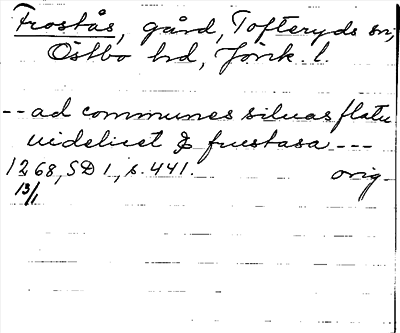 Frostås, gård, Tofteryds sn,
Östbo hd, Jönk. l.
-- ad communes siluas flatu
uidelicet & frustasa ---
1268, SD 1, s. 441. orig.
13/1